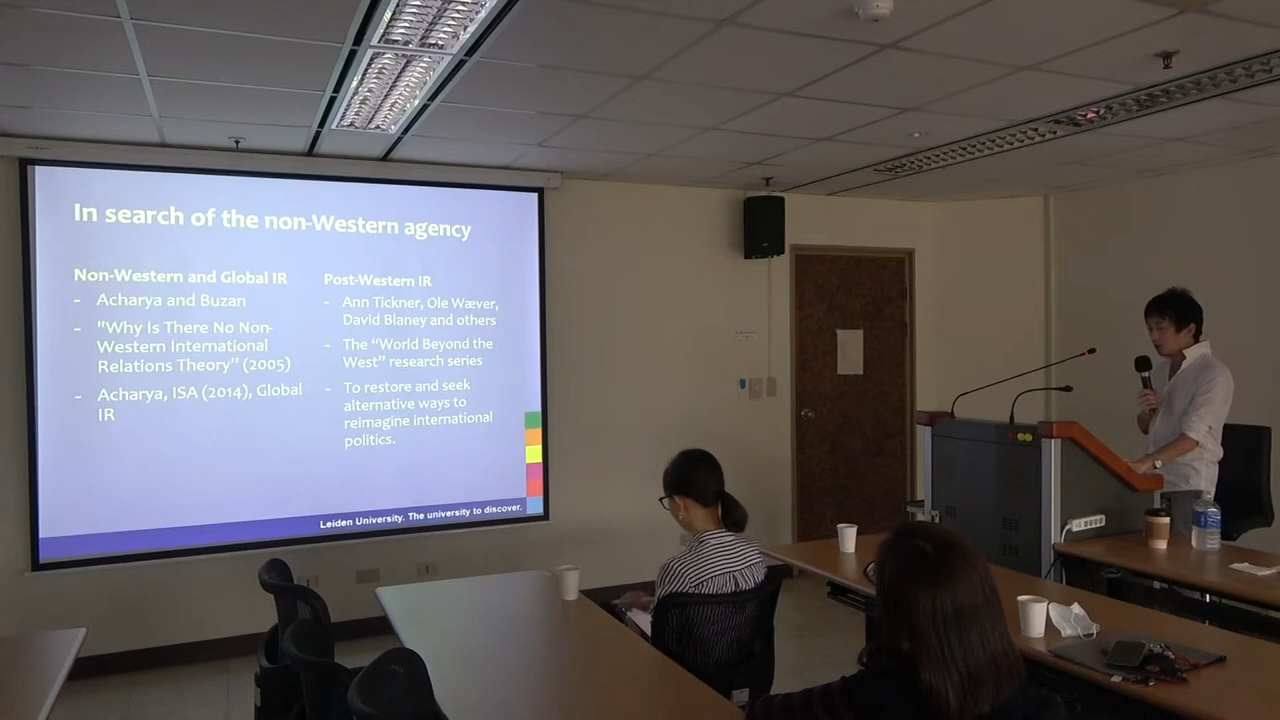 In search of the non-Western agency
Non-Western and Global IR
- Acharya and Buzan
- "Why Is There No Non-
Western International
Relations Theory" (2005)
- Acharya, ISA (2014), Global
IR
Post-Western IR
- Ann Tickner, Ole Wæver,
David Blaney and others
- The “World Beyond the
West” research series
- To restore and seek
alternative ways to
reimagine international
politics.
Leiden University. The university to discover.